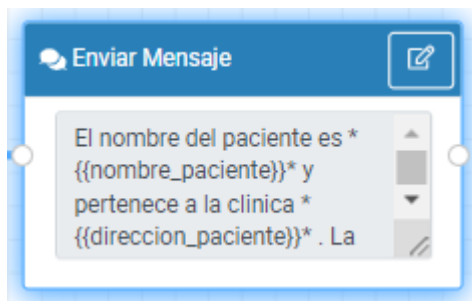 Enviar Mensaje
El nombre del paciente es *
{{nombre_paciente}}* y
pertenece a la clinica *
{{direccion_paciente}}* . La